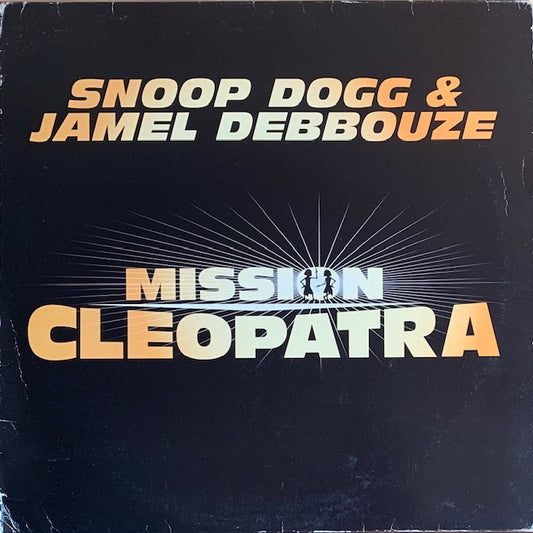 SNOOP DOGG &
JAMEL DEBBOUZE
MISSION
CLEOPATRA